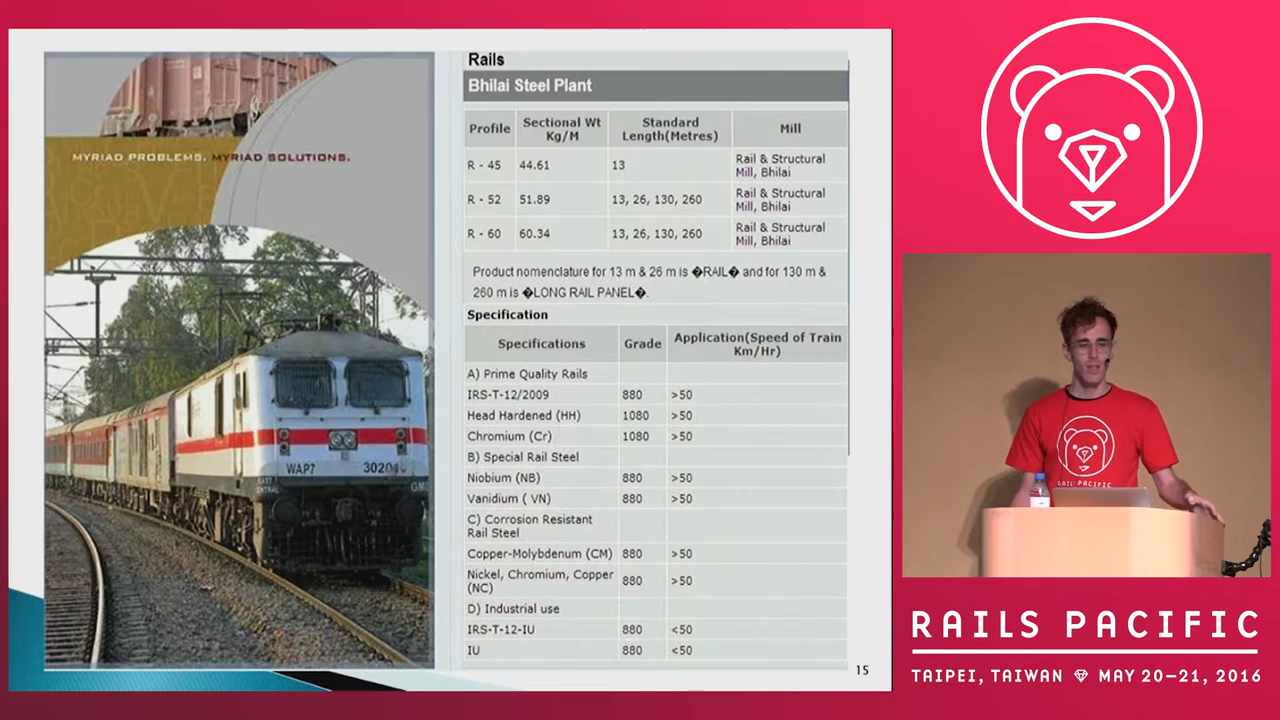 MYRIAD PROBLEMS. MYRIAD SOLUTIONS.
WAP7
EAST
CENTRAL
Rails
Bhilai Steel Plant
Profile Sectional Wt Kg/M Standard Length(Metres) Mill
R - 45 44.61 13 Rail & Structural Mill, Bhilai
R - 52 51.89 13, 26, 130, 260 Rail & Structural Mill, Bhilai
R - 60 60.34 13, 26, 130, 260 Rail & Structural Mill, Bhilai
Product nomenclature for 13 m & 26 m is �RAIL� and for 130 m &
260 m is �LONG RAIL PANEL�.
Specification
Specifications Grade Application(Speed of Train Km/Hr)
A) Prime Quality Rails
IRS-T-12/2009 880 >50
Head Hardened (HH) 1080 >50
Chromium (Cr) 1080 >50
B) Special Rail Steel
Niobium (NB) 880 >50
Vanidium ( VN) 880 >50
C) Corrosion Resistant Rail Steel
Copper-Molybdenum (CM) 880 >50
Nickel, Chromium, Copper (NC) 880 >50
D) Industrial use
IRS-T-12-IU 880 <50
IU 880 <50
15
RAILS PACIFIC
RAILS PACIFIC
TAIPEI, TAIWAN MAY 20–21, 2016